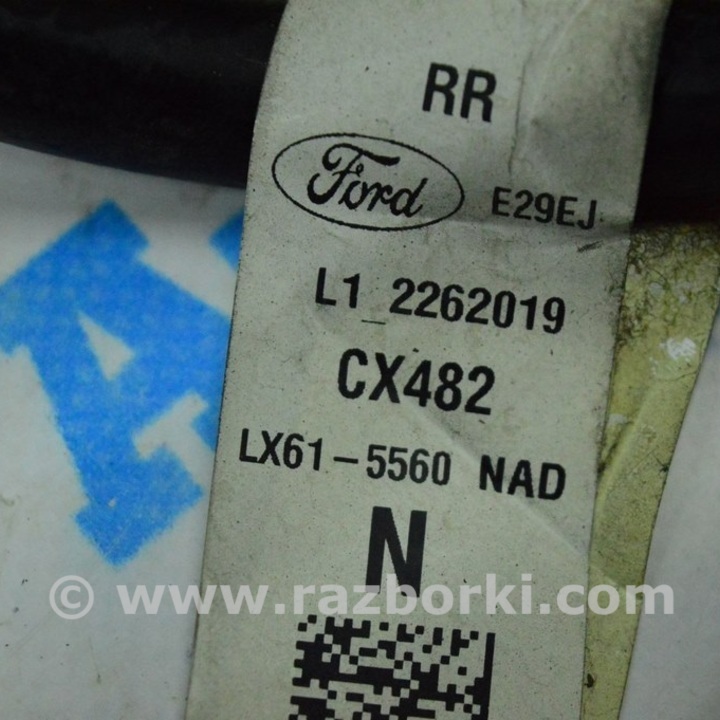 RR
Ford E29EJ
L1_2262019
CX482
LX61-5560 NAD
N
© www.razborki.com